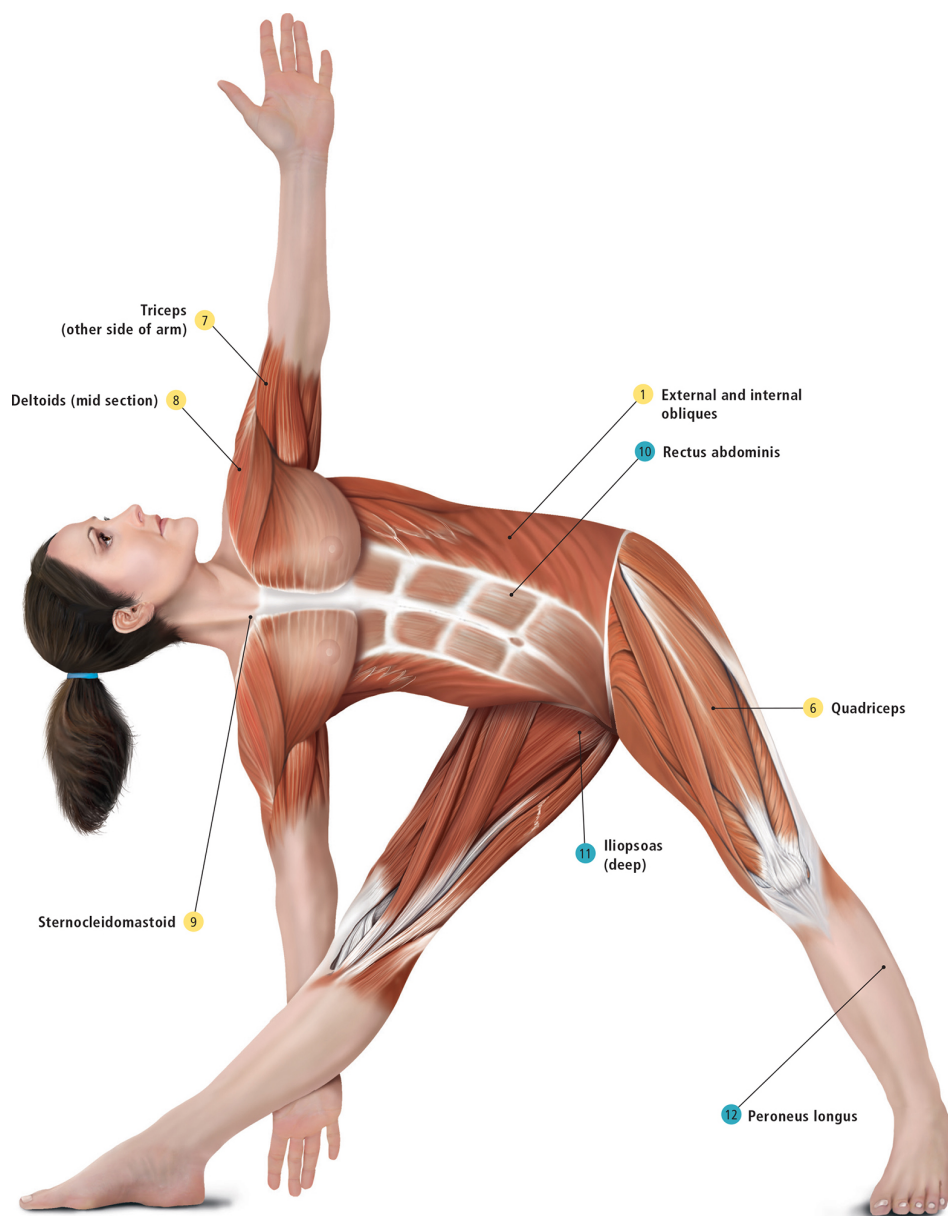 Triceps
(other side of arm) 7
Deltoids (mid section) 8
1 External and internal
obliques
10 Rectus abdominis
6 Quadriceps
11 Iliopsoas
(deep)
Sternocleidomastoid 9
12 Peroneus longus